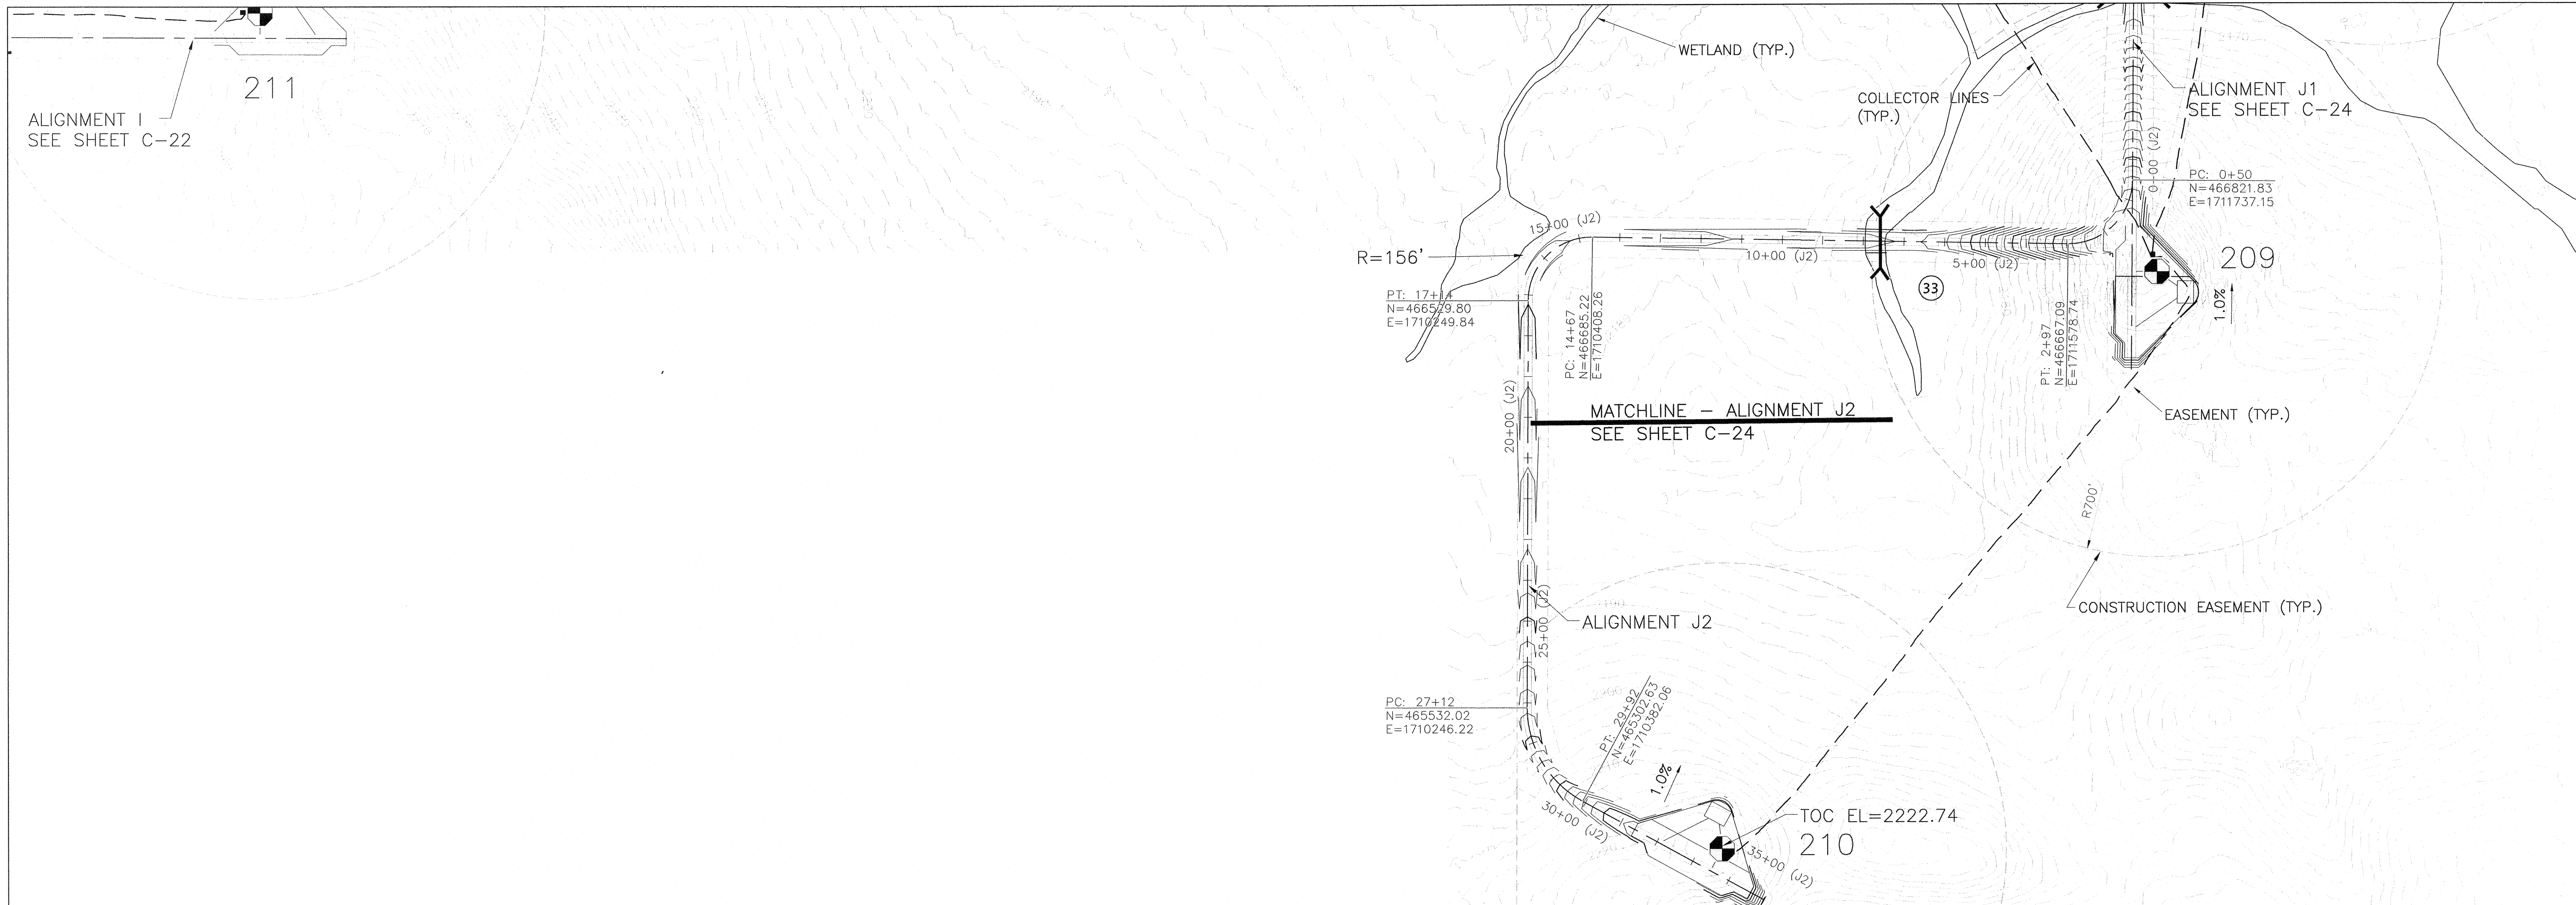 211
ALIGNMENT I
SEE SHEET C-22
WETLAND (TYP.)
COLLECTOR LINES
(TYP.)
ALIGNMENT J1
SEE SHEET C-24
0+00 (J2)
PC: 0+50
N=466821.83
E=1711737.15
209
1.0%
15+00 (J2)
R=156'
10+00 (J2)
5+00 (J2)
33
PT: 17+14
N=466529.80
E=1710249.84
PC: 14+67
N=466685.22
E=1710408.26
PT: 2+97
N=466667.09
E=1711578.74
20+00 (J2)
MATCHLINE - ALIGNMENT J2
SEE SHEET C-24
EASEMENT (TYP.)
R700'
CONSTRUCTION EASEMENT (TYP.)
25+00 (J2)
ALIGNMENT J2
PC: 27+12
N=465532.02
E=1710246.22
PT: 29+92
N=465302.63
E=1710382.06
1.0%
30+00 (J2)
TOC EL=2222.74
210
35+00 (J2)